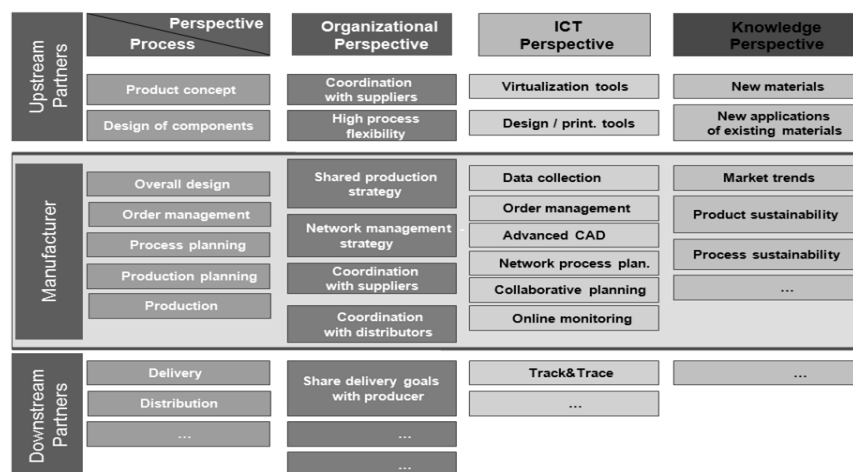 Perspective
Process
Organizational
Perspective
ICT
Perspective
Knowledge
Perspective
Upstream
Partners
Product concept
Coordination
with suppliers
Virtualization tools
New materials
Design of components
High process
flexibility
Design / print. tools
New applications
of existing materials
Manufacturer
Overall design
Order management
Process planning
Production planning
Production
Shared production
strategy
Network management
strategy
Coordination
with suppliers
Coordination
with distributors
Data collection
Order management
Advanced CAD
Network process plan.
Collaborative planning
Online monitoring
Market trends
Product sustainability
Process sustainability
...
Downstream
Partners
Delivery
Distribution
...
Share delivery goals
with producer
...
...
Track&Trace
...
...